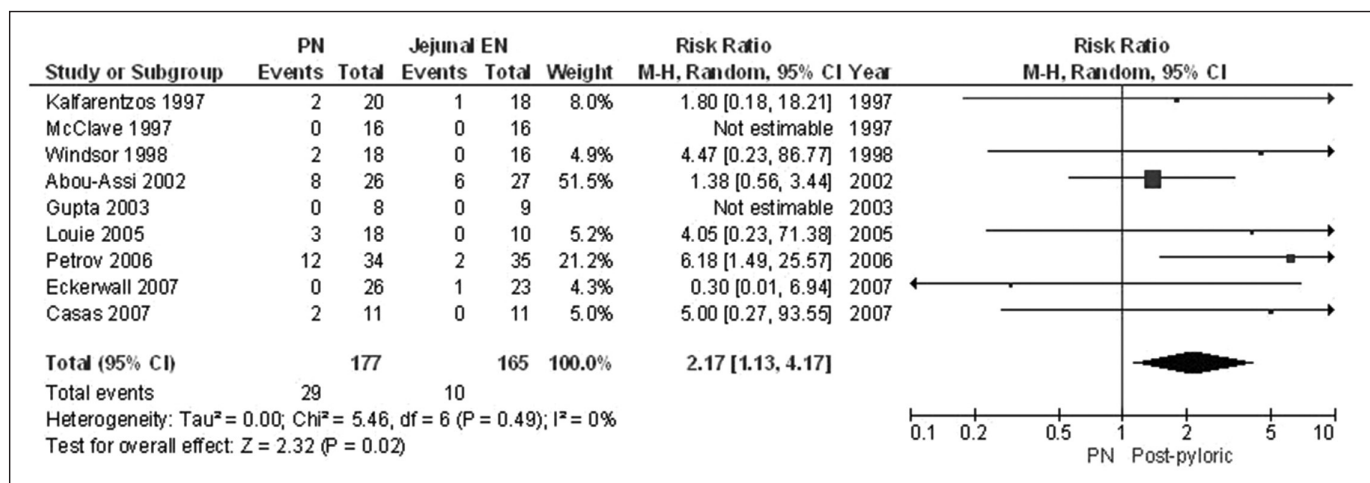 PN Jejunal EN Risk Ratio Risk Ratio
Study or Subgroup Events Total Events Total Weight M-H, Random, 95% CI Year M-H, Random, 95% CI
Kalfarentzos 1997 2 20 1 18 8.0% 1.80 [0.18, 18.21] 1997
McClave 1997 0 16 0 16 Not estimable 1997
Windsor 1998 2 18 0 16 4.9% 4.47 [0.23, 86.77] 1998
Abou-Assi 2002 8 26 6 27 51.5% 1.38 [0.56, 3.44] 2002
Gupta 2003 0 8 0 9 Not estimable 2003
Louie 2005 3 18 0 10 5.2% 4.05 [0.23, 71.38] 2005
Petrov 2006 12 34 2 35 21.2% 6.18 [1.49, 25.57] 2006
Eckerwall 2007 0 26 1 23 4.3% 0.30 [0.01, 6.94] 2007
Casas 2007 2 11 0 11 5.0% 5.00 [0.27, 93.55] 2007
Total (95% CI) 177 165 100.0% 2.17 [1.13, 4.17]
Total events 29 10
Heterogeneity: Tau² = 0.00; Chi² = 5.46, df = 6 (P = 0.49); I² = 0%
Test for overall effect: Z = 2.32 (P = 0.02)
0.1 0.2 0.5 1 2 5 10
PN Post-pyloric